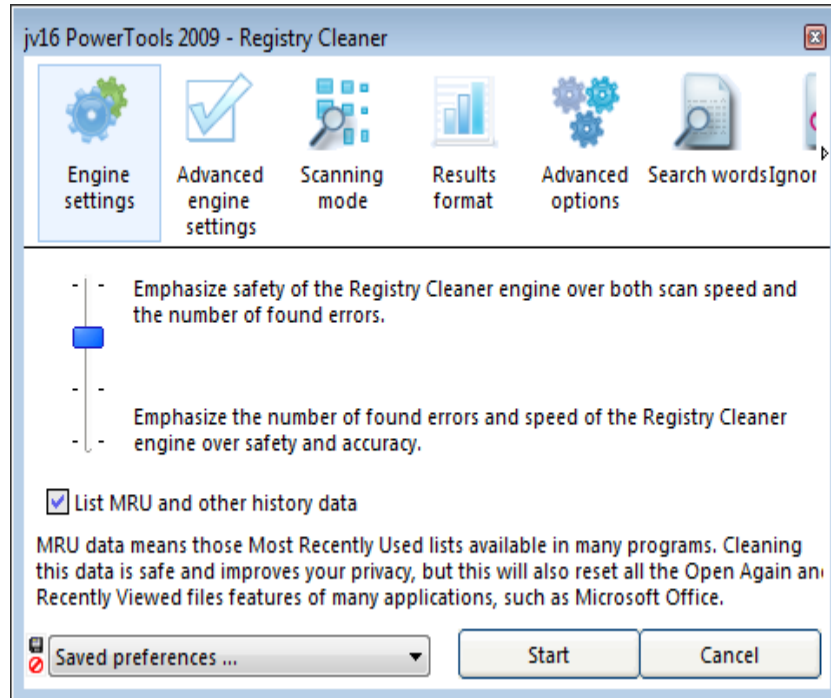 jv16 PowerTools 2009 - Registry Cleaner
Engine settings
Advanced engine settings
Scanning mode
Results format
Advanced options
Search words
Ignor
Emphasize safety of the Registry Cleaner engine over both scan speed and
the number of found errors.
Emphasize the number of found errors and speed of the Registry Cleaner
engine over safety and accuracy.
List MRU and other history data
MRU data means those Most Recently Used lists available in many programs. Cleaning
this data is safe and improves your privacy, but this will also reset all the Open Again an
Recently Viewed files features of many applications, such as Microsoft Office.
Saved preferences ...
Start
Cancel